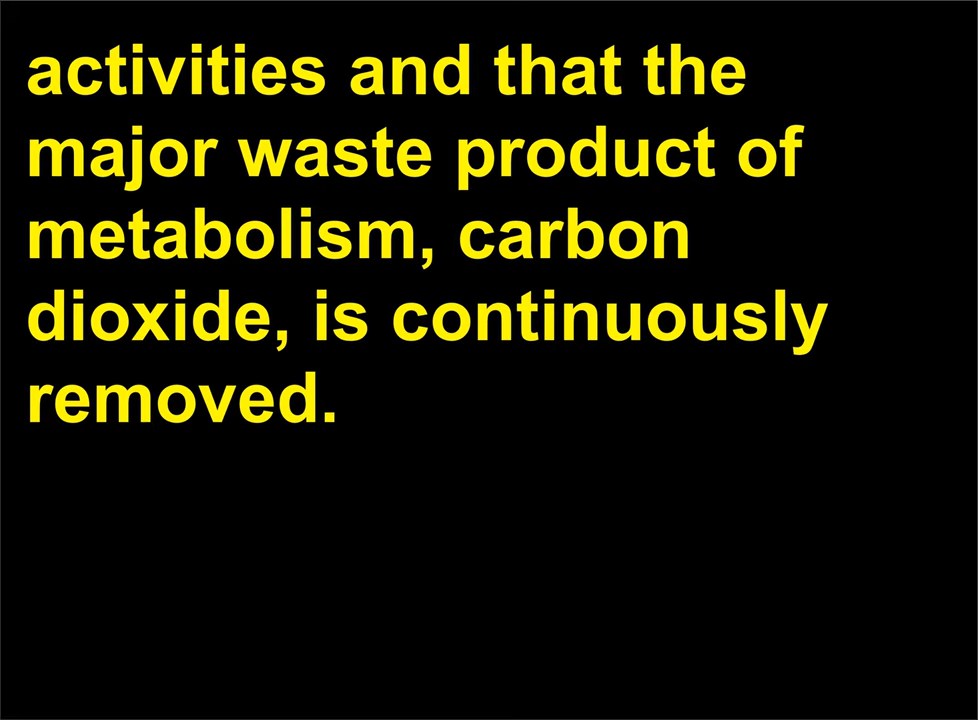 activities and that the
major waste product of
metabolism, carbon
dioxide, is continuously
removed.